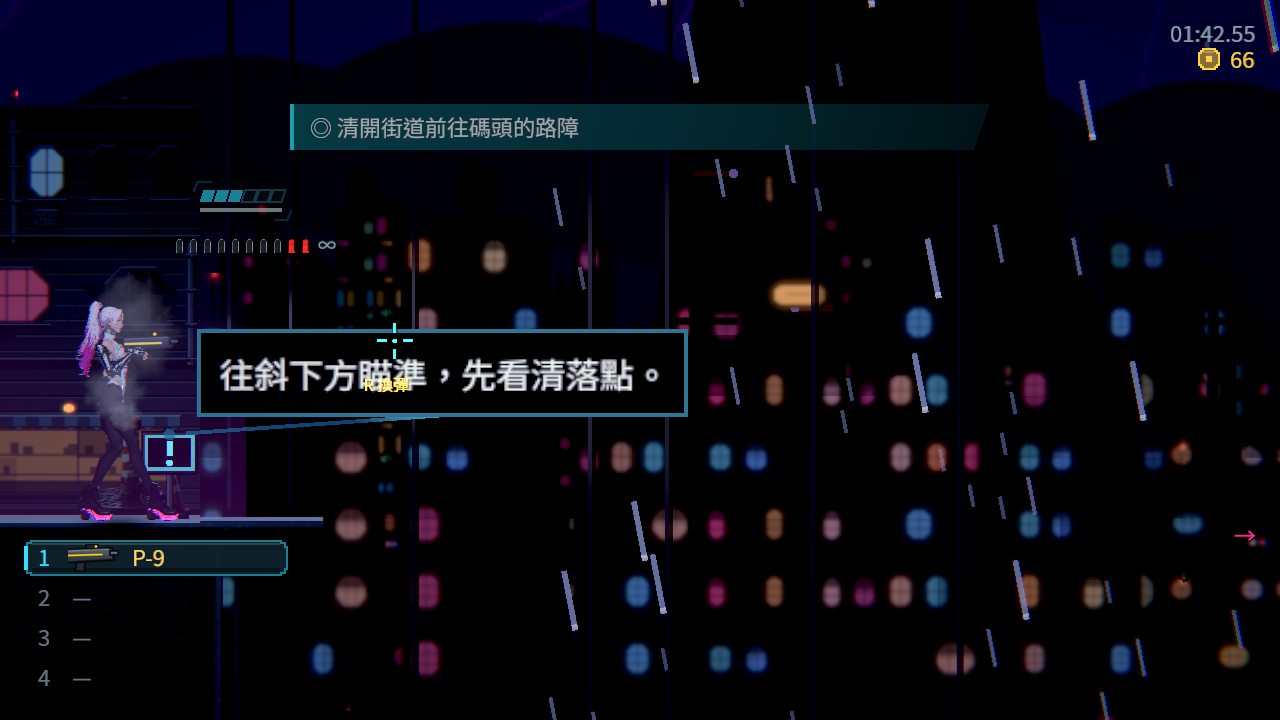 01:42.55
66
◎ 清開街道前往碼頭的路障
∞
往斜下方瞄準，先看清落點。
R 換彈
!
1 P-9
2 —
3 —
4 —